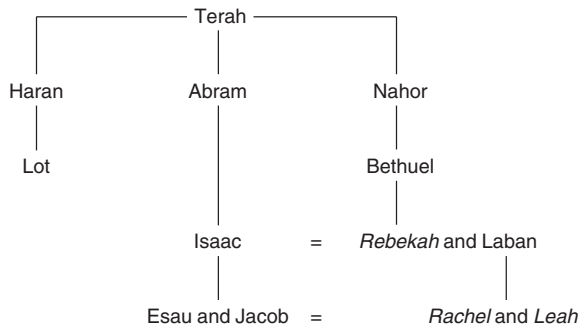 Terah
Haran Abram Nahor
Lot Bethuel
Isaac = Rebekah and Laban
Esau and Jacob = Rachel and Leah